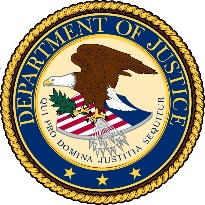 DEPARTMENT OF JUSTICE
QUI PRO DOMINA JUSTITIA SEQUITUR